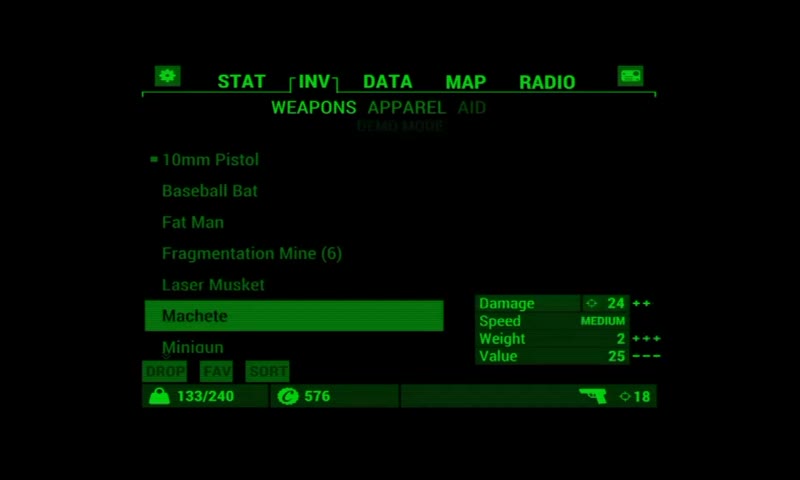 STAT INV DATA MAP RADIO
WEAPONS APPAREL AID
DEMO MODE
10mm Pistol
Baseball Bat
Fat Man
Fragmentation Mine (6)
Laser Musket
Machete
Minigun
Damage 24 ++
Speed MEDIUM
Weight 2 +++
Value 25 ---
DROP FAV SORT
133/240 576 18